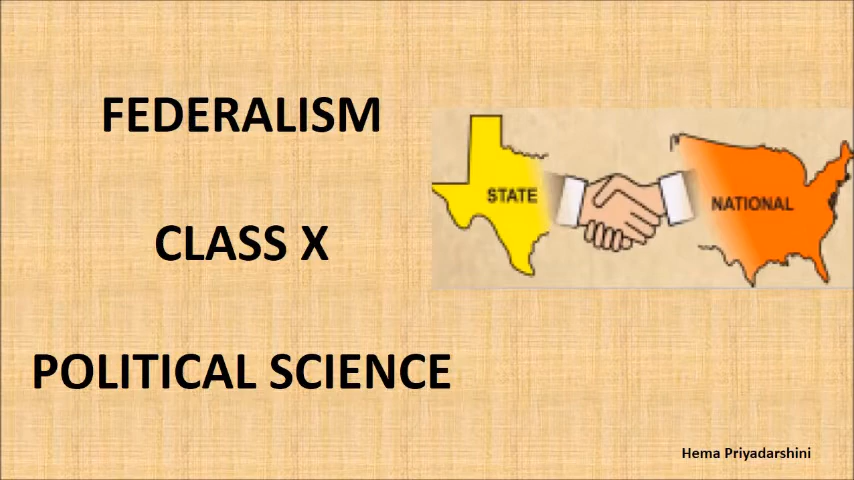 FEDERALISM
CLASS X
POLITICAL SCIENCE
STATE
NATIONAL
Hema Priyadarshini